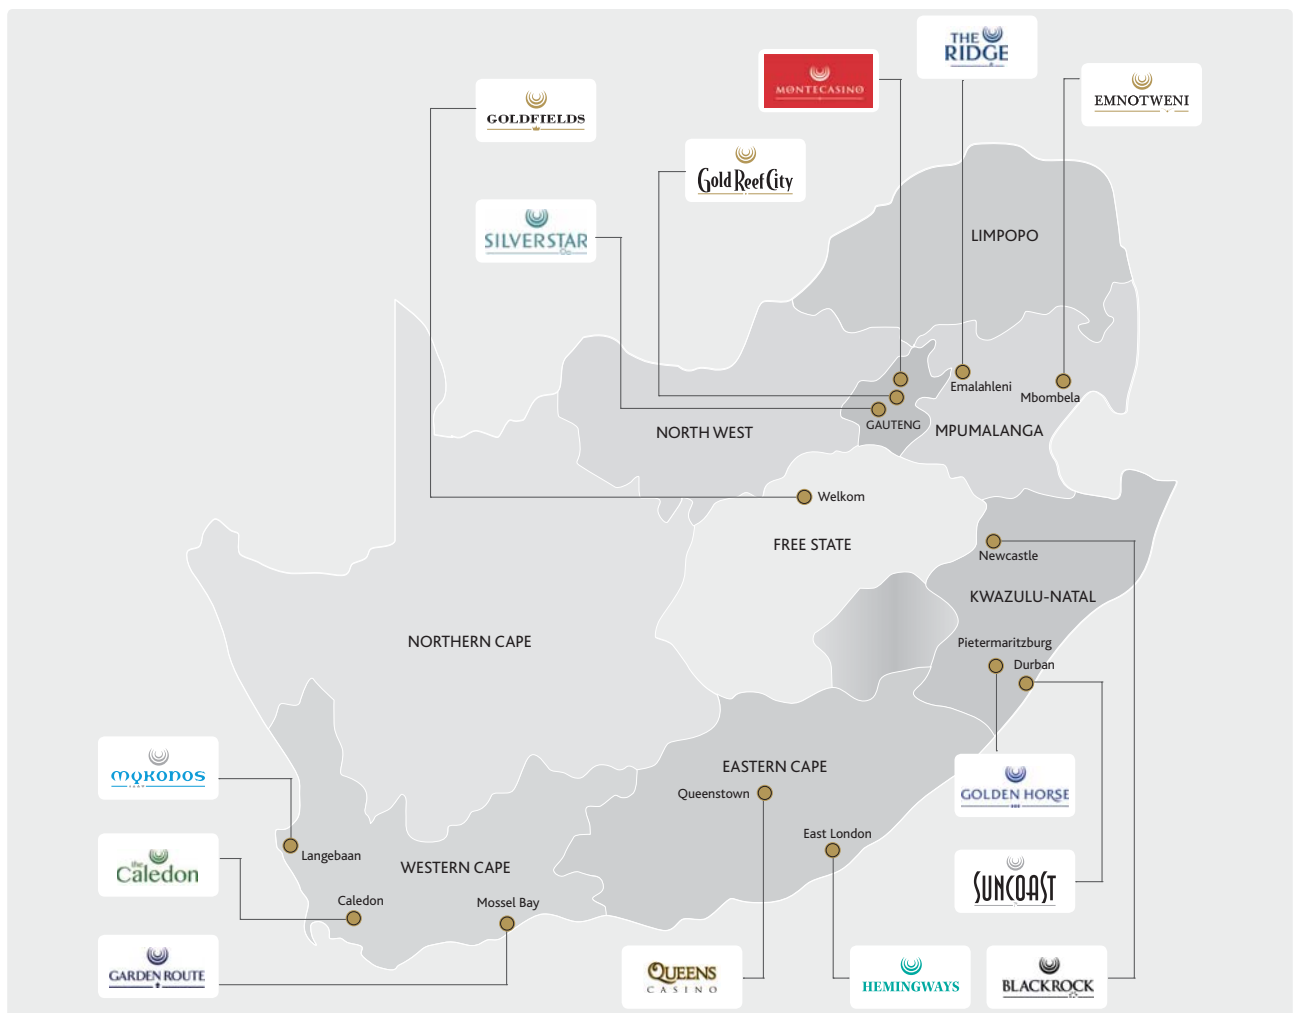 THE
RIDGE
MONTECASINO
EMNOTWENI
GOLDFIELDS
Gold Reef City
SILVERSTAR
LIMPOPO
Emalahleni
Mbombela
GAUTENG
NORTH WEST
MPUMALANGA
Welkom
FREE STATE
Newcastle
KWAZULU-NATAL
NORTHERN CAPE
Pietermaritzburg
Durban
EASTERN CAPE
Queenstown
mykonos
GOLDEN HORSE
East London
Langebaan
WESTERN CAPE
the
Caledon
SUNCOAST
Caledon
Mossel Bay
GARDEN ROUTE
QUEENS
CASINO
HEMINGWAYS
BLACKROCK